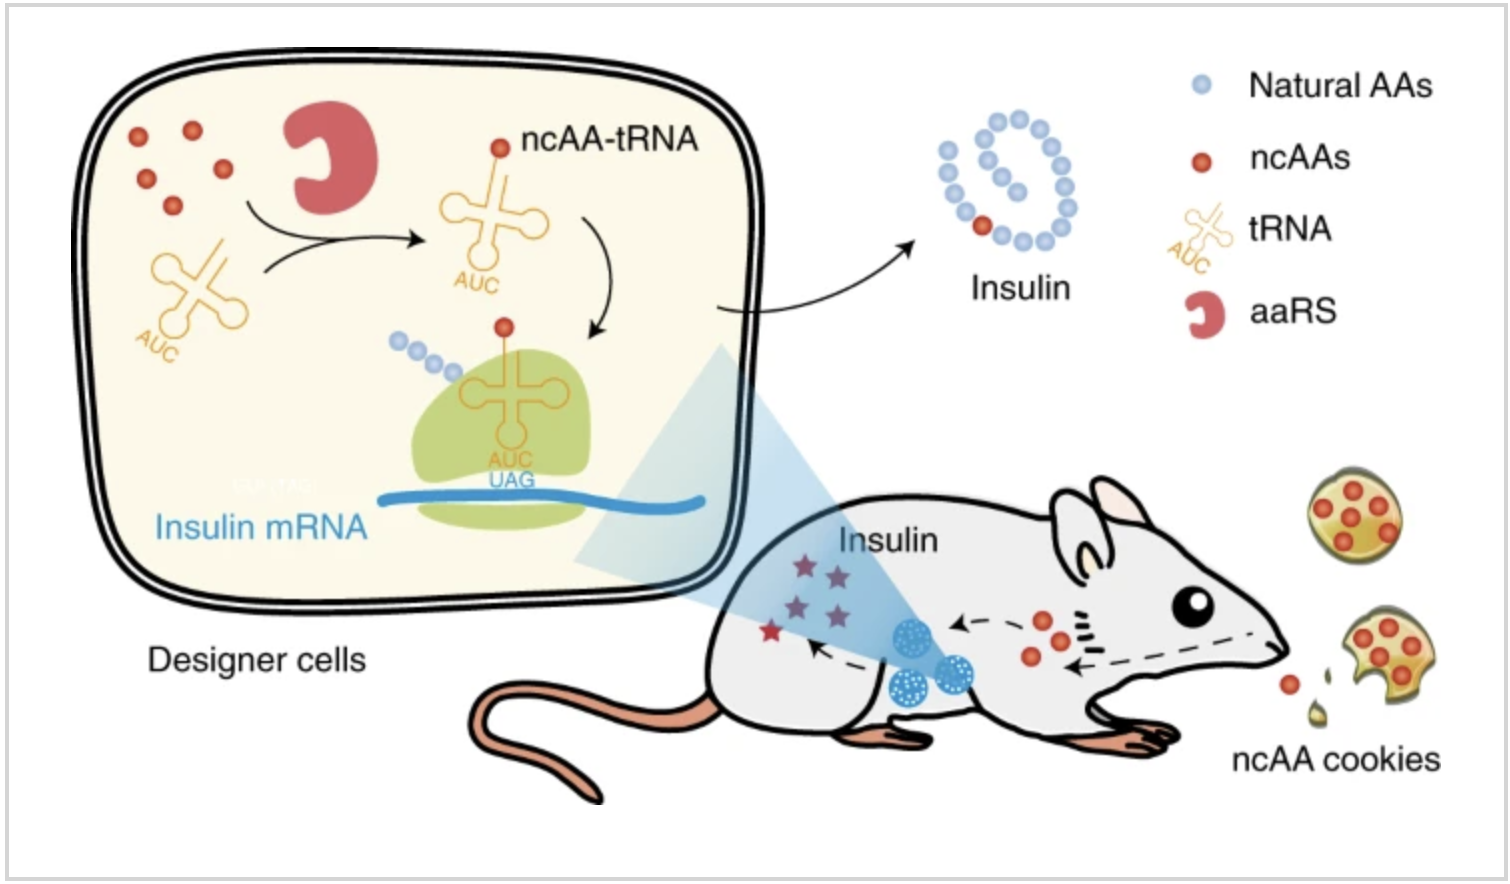 ncAA-tRNA
AUC
AUC
AUC
UAG
Insulin mRNA
Designer cells
Insulin
Natural AAs
ncAAs
tRNA
AUC
aaRS
Insulin
ncAA cookies